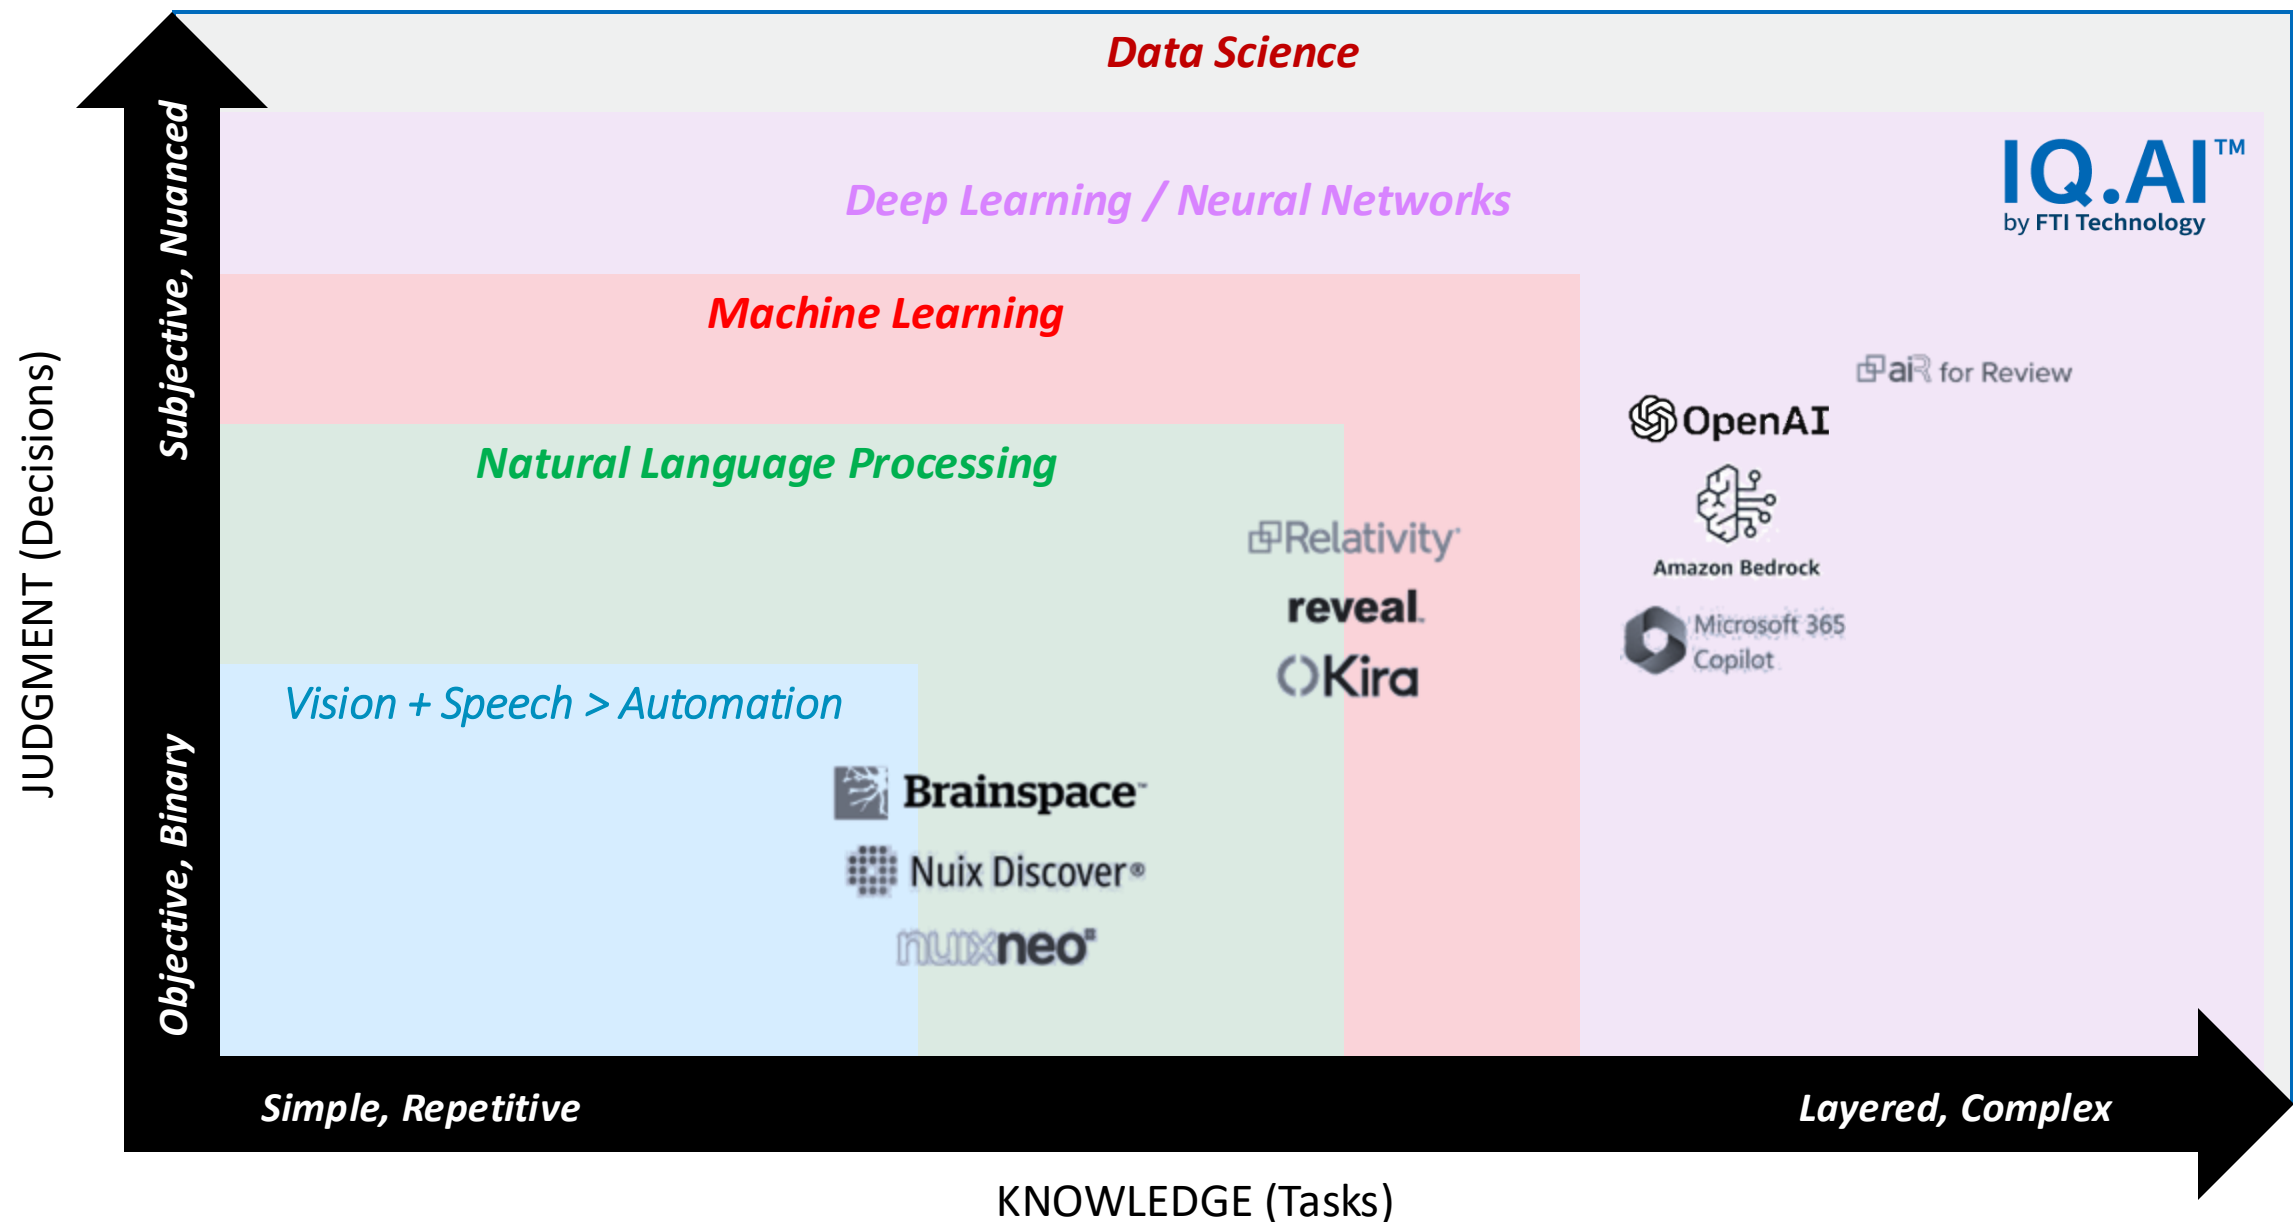 Data Science
IQ.AI™
by FTI Technology
Deep Learning / Neural Networks
Machine Learning
aiR for Review
OpenAI
Natural Language Processing
Amazon Bedrock
Relativity®
reveal™
Kira
Microsoft 365
Copilot
Vision + Speech > Automation
Brainspace™
Nuix Discover®
nuixneo
JUDGMENT (Decisions)
Subjective, Nuanced
Objective, Binary
Simple, Repetitive
Layered, Complex
KNOWLEDGE (Tasks)